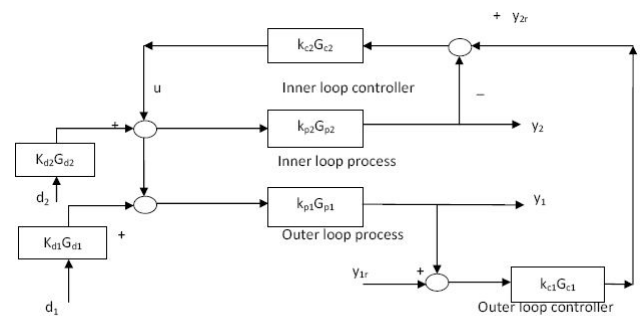 + y2r
kc2Gc2
Inner loop controller
u
–
+
kp2Gp2
y2
Kd2Gd2
Inner loop process
d2
kp1Gp1
y1
Kd1Gd1
+
Outer loop process
y1r
+
kc1Gc1
d1
Outer loop controller